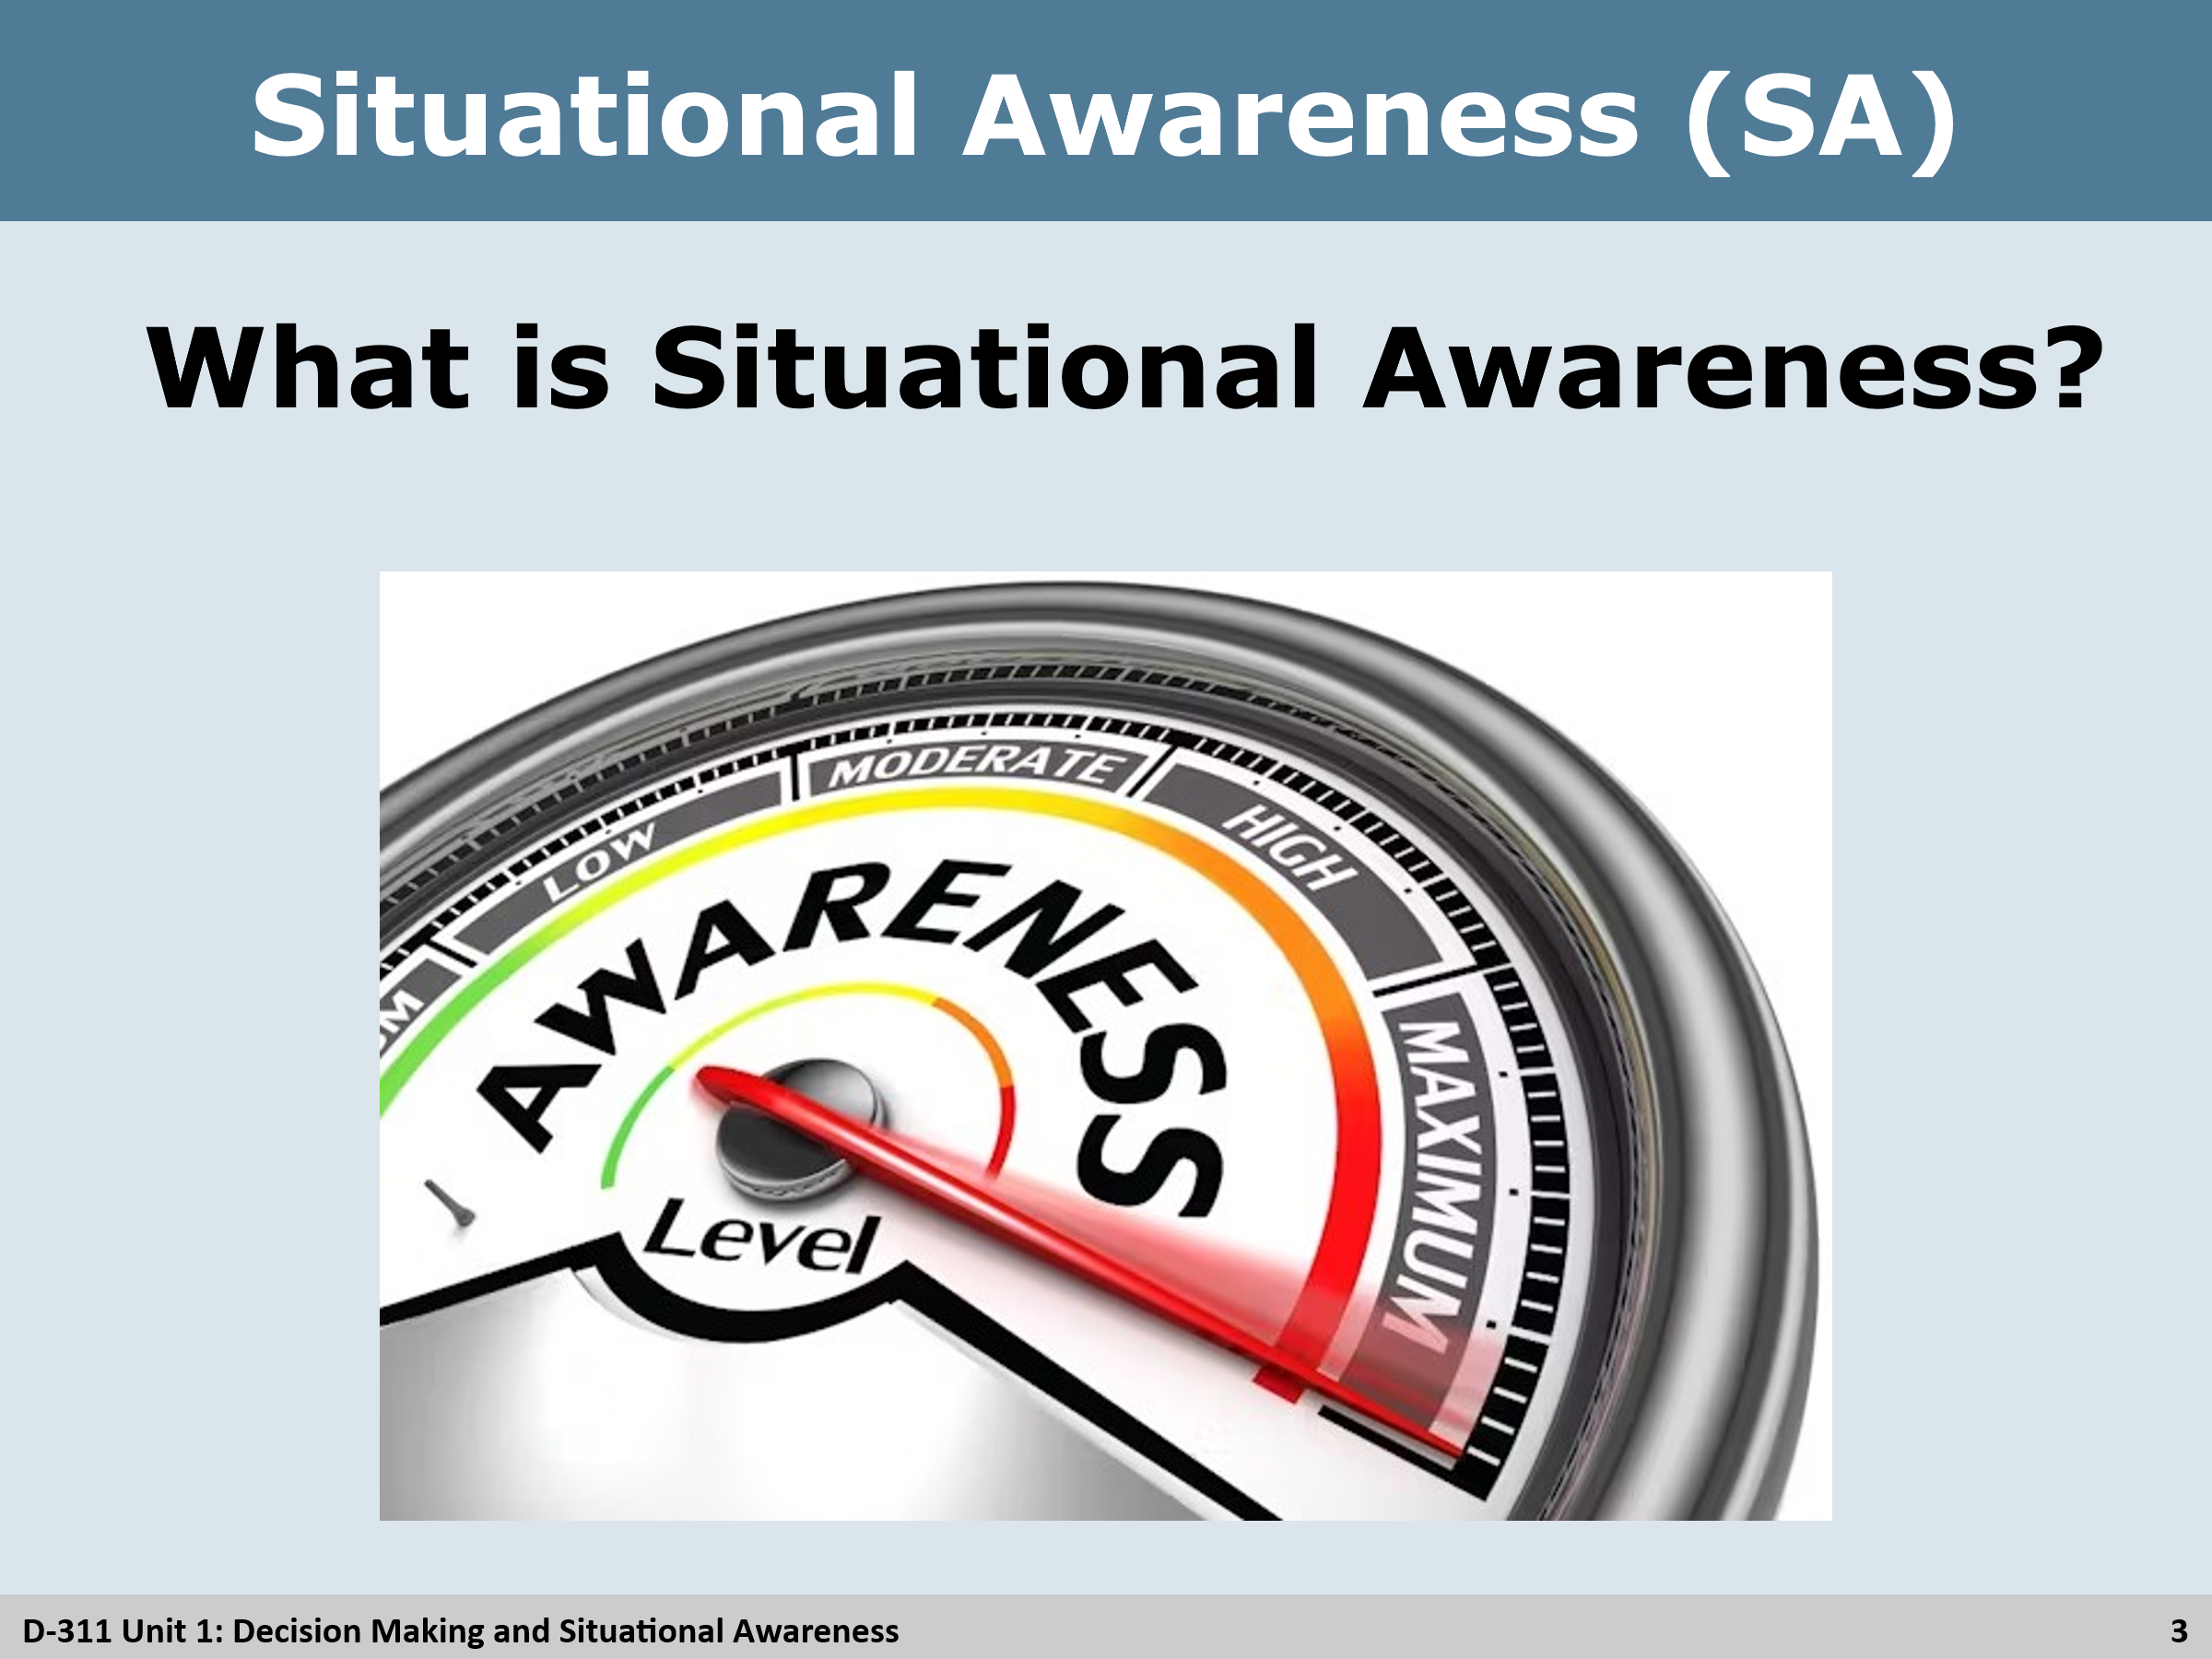 Situational Awareness (SA)
What is Situational Awareness?
MODERATE
HIGH
LOW
MAXIMUM
AWARENESS
Level
D-311 Unit 1: Decision Making and Situational Awareness
3